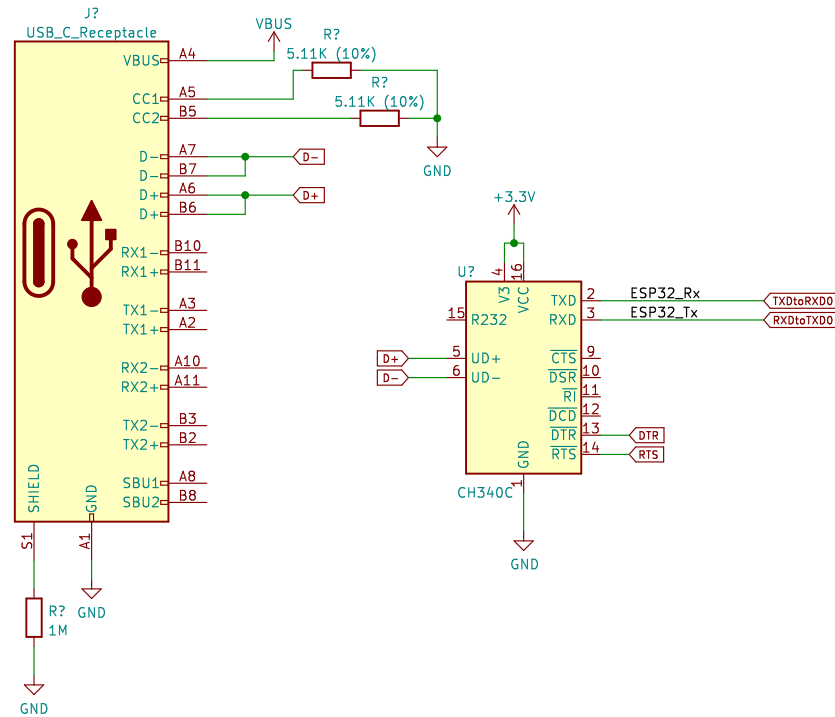 J?
USB_C_Receptacle
VBUS
R?
5.11K (10%)
R?
5.11K (10%)
GND
VBUS A4
CC1 A5
CC2 B5
D- A7
D- B7
D+ A6
D+ B6
D-
D+
RX1- B10
RX1+ B11
TX1- A3
TX1+ A2
RX2- A10
RX2+ A11
TX2- B3
TX2+ B2
SBU1 A8
SBU2 B8
SHIELD
GND
S1
A1
R?
1M
GND
GND
+3.3V
U?
4
16
V3
VCC
15 R232
D+
D-
5 UD+
6 UD-
TXD 2
RXD 3
ESP32_Rx
ESP32_Tx
TXDtoRXD0
RXDtoTXD0
CTS 9
DSR 10
RI 11
DCD 12
DTR 13
RTS 14
DTR
RTS
GND
1
CH340C
GND